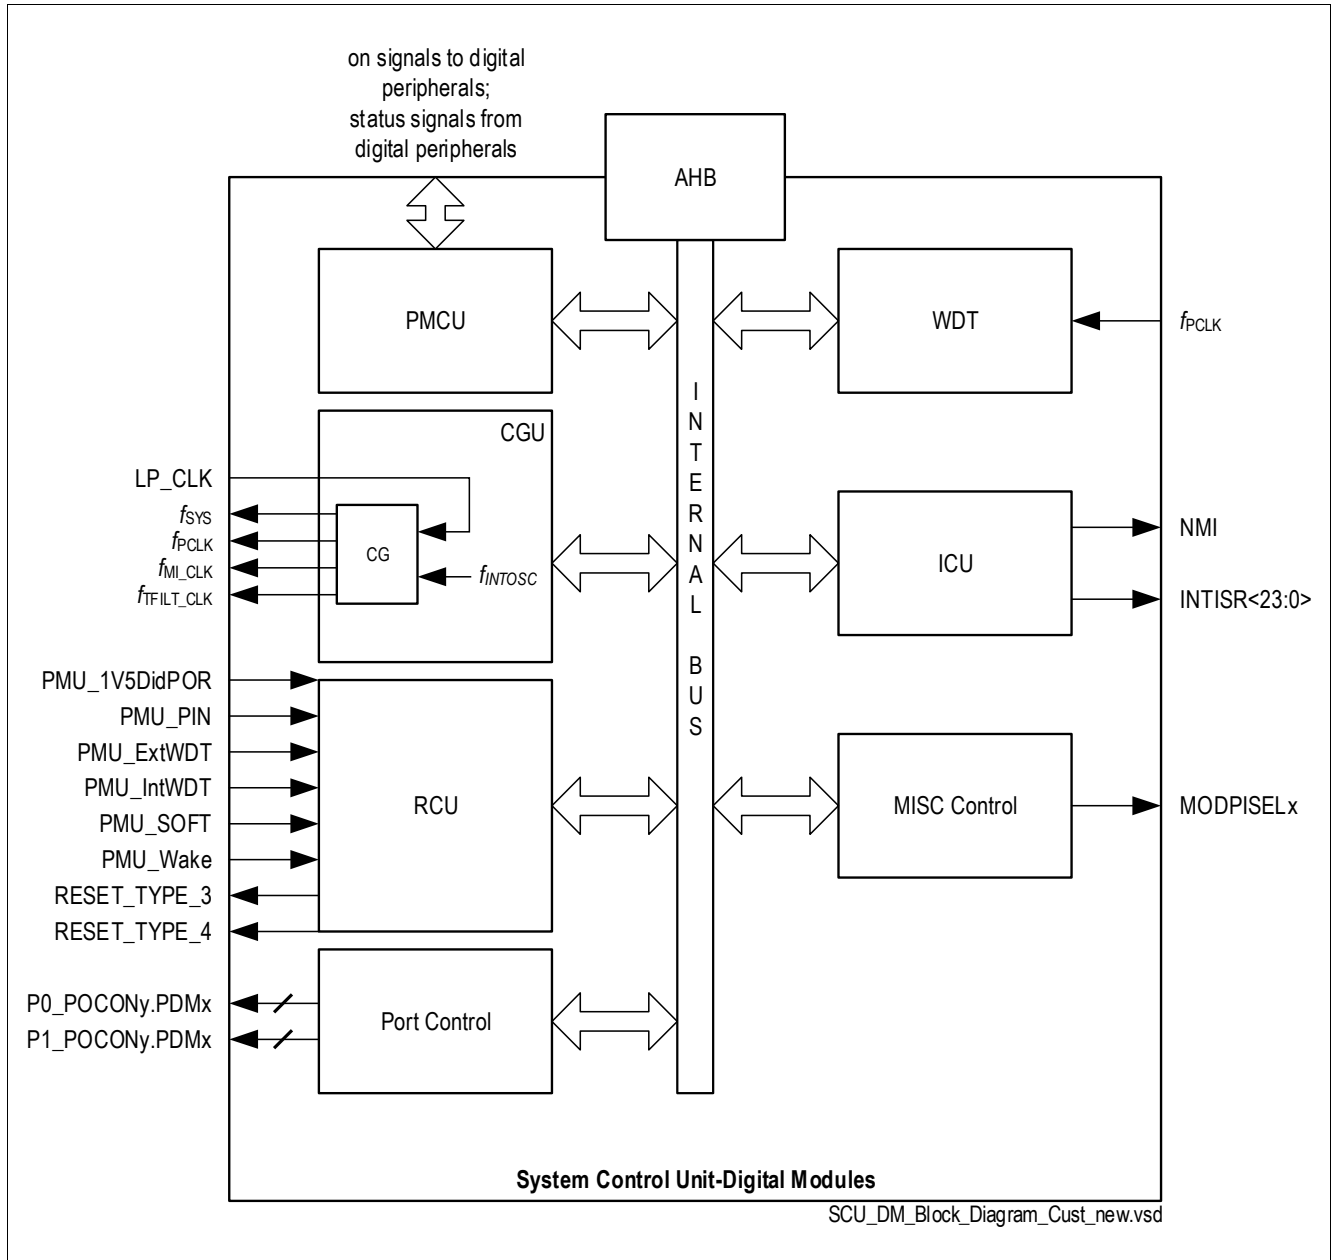 on signals to digital
peripherals;
status signals from
digital peripherals
AHB
PMCU
WDT
fPCLK
INTERNAL BUS
CGU
LP_CLK
fSYS
fPCLK
fMI_CLK
fTFILT_CLK
CG
fINTOSC
ICU
NMI
INTISR<23:0>
PMU_1V5DidPOR
PMU_PIN
PMU_ExtWDT
PMU_IntWDT
PMU_SOFT
PMU_Wake
RESET_TYPE_3
RESET_TYPE_4
RCU
MISC Control
MODPISELx
P0_POCONy.PDMx
P1_POCONy.PDMx
Port Control
System Control Unit-Digital Modules
SCU_DM_Block_Diagram_Cust_new.vsd